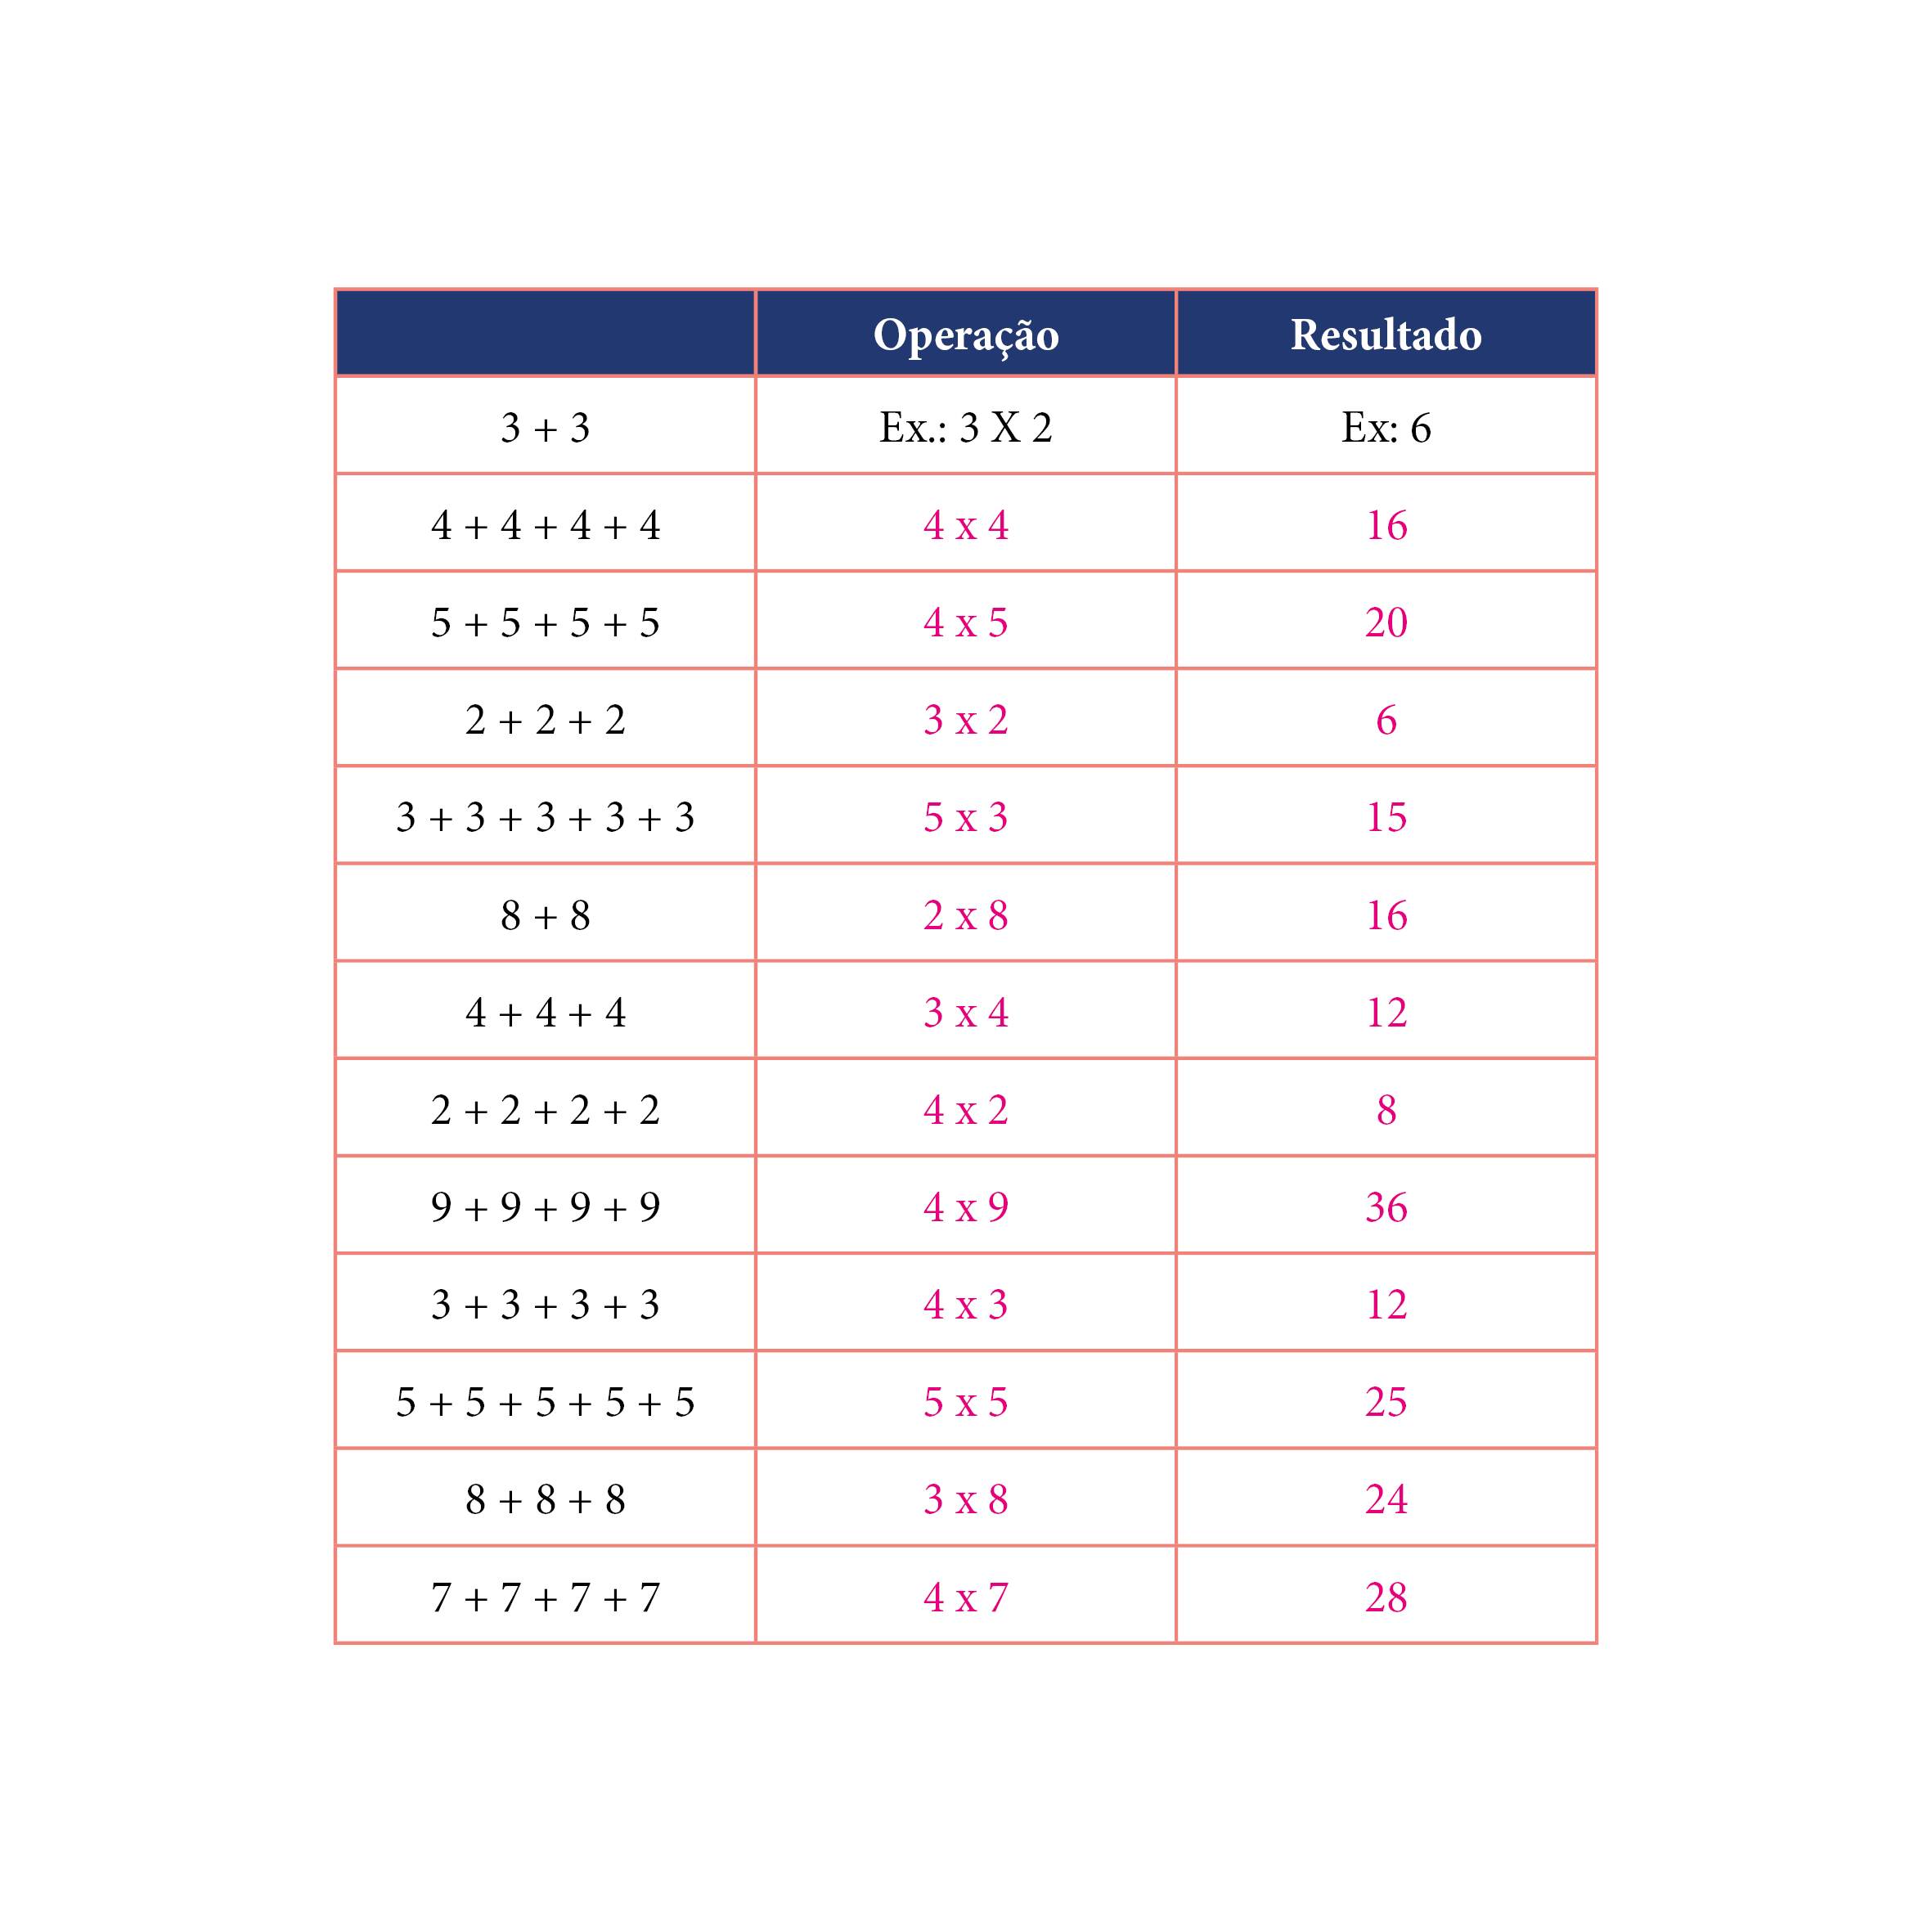 Operação Resultado
3 + 3 Ex.: 3 X 2 Ex: 6
4 + 4 + 4 + 4 4 x 4 16
5 + 5 + 5 + 5 4 x 5 20
2 + 2 + 2 3 x 2 6
3 + 3 + 3 + 3 + 3 5 x 3 15
8 + 8 2 x 8 16
4 + 4 + 4 3 x 4 12
2 + 2 + 2 + 2 4 x 2 8
9 + 9 + 9 + 9 4 x 9 36
3 + 3 + 3 + 3 4 x 3 12
5 + 5 + 5 + 5 + 5 5 x 5 25
8 + 8 + 8 3 x 8 24
7 + 7 + 7 + 7 4 x 7 28